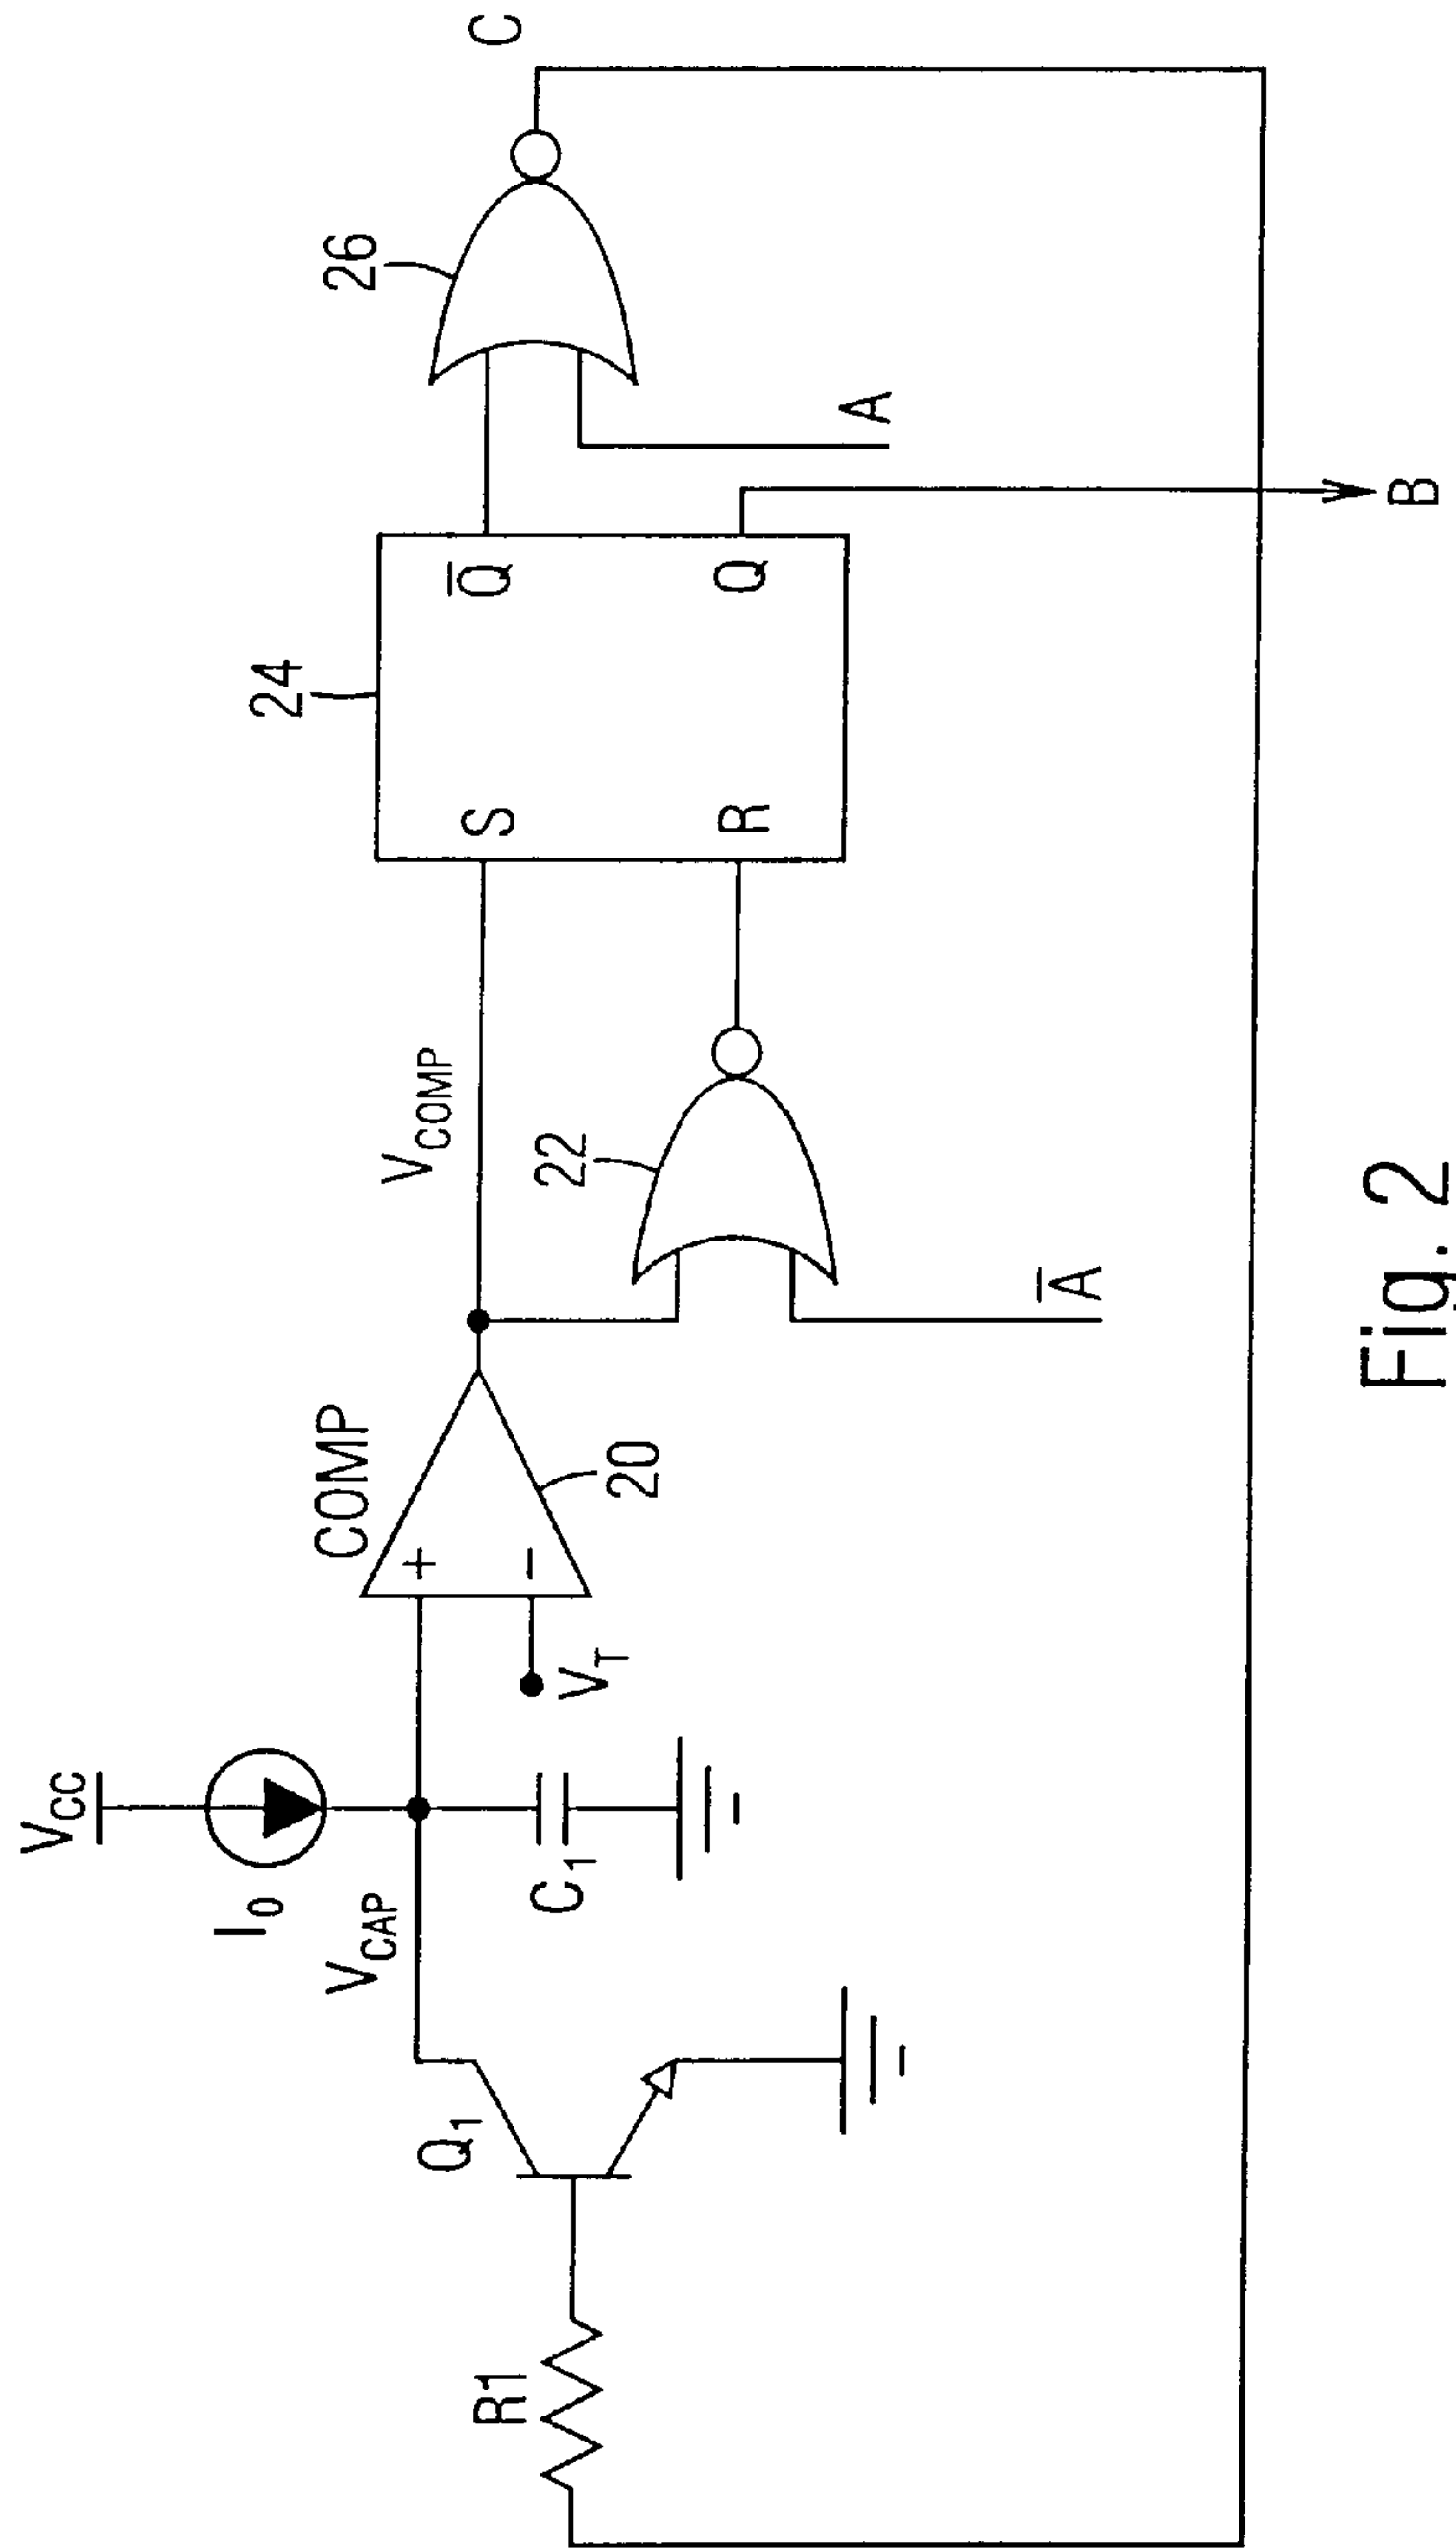 V_CC
I_0
V_CAP
Q_1
R1
C_1
V_T
COMP
+
−
20
V_COMP
22
A̅
24
S
R
Q̅
Q
26
A
B
C
Fig. 2